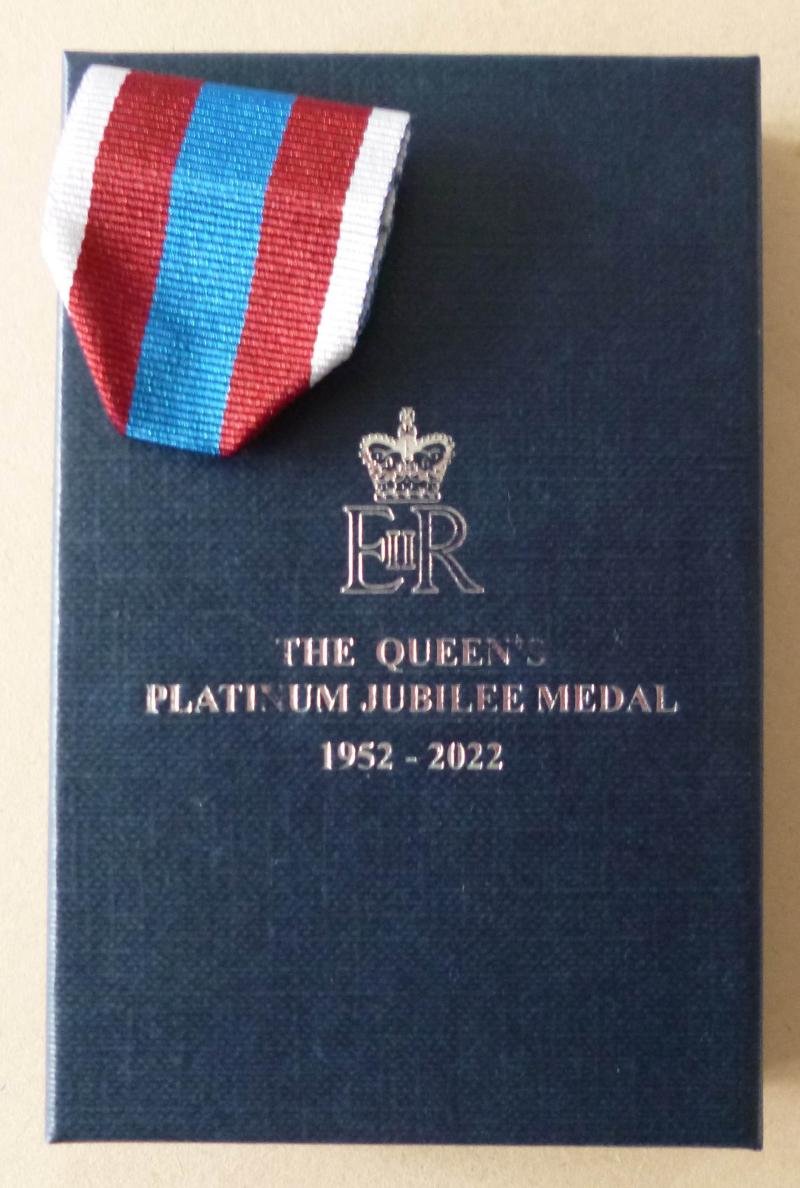 EIIR
THE QUEEN'S
PLATINUM JUBILEE MEDAL
1952 - 2022